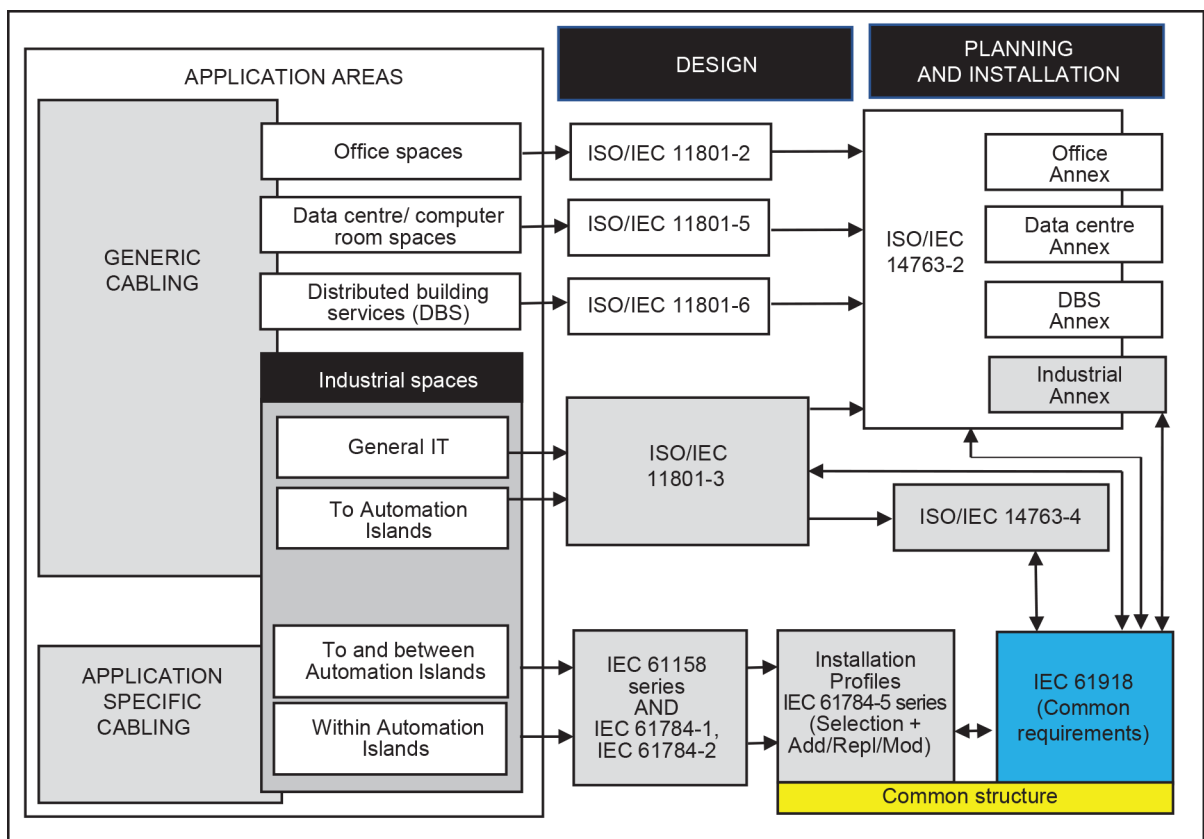 APPLICATION AREAS
DESIGN
PLANNING
AND INSTALLATION
GENERIC
CABLING
Office spaces
ISO/IEC 11801-2
Data centre/ computer
room spaces
ISO/IEC 11801-5
Distributed building
services (DBS)
ISO/IEC 11801-6
ISO/IEC
14763-2
Office
Annex
Data centre
Annex
DBS
Annex
Industrial
Annex
Industrial spaces
General IT
To Automation
Islands
ISO/IEC
11801-3
ISO/IEC 14763-4
APPLICATION
SPECIFIC
CABLING
To and between
Automation Islands
Within Automation
Islands
IEC 61158
series
AND
IEC 61784-1,
IEC 61784-2
Installation
Profiles
IEC 61784-5 series
(Selection +
Add/Repl/Mod)
IEC 61918
(Common
requirements)
Common structure